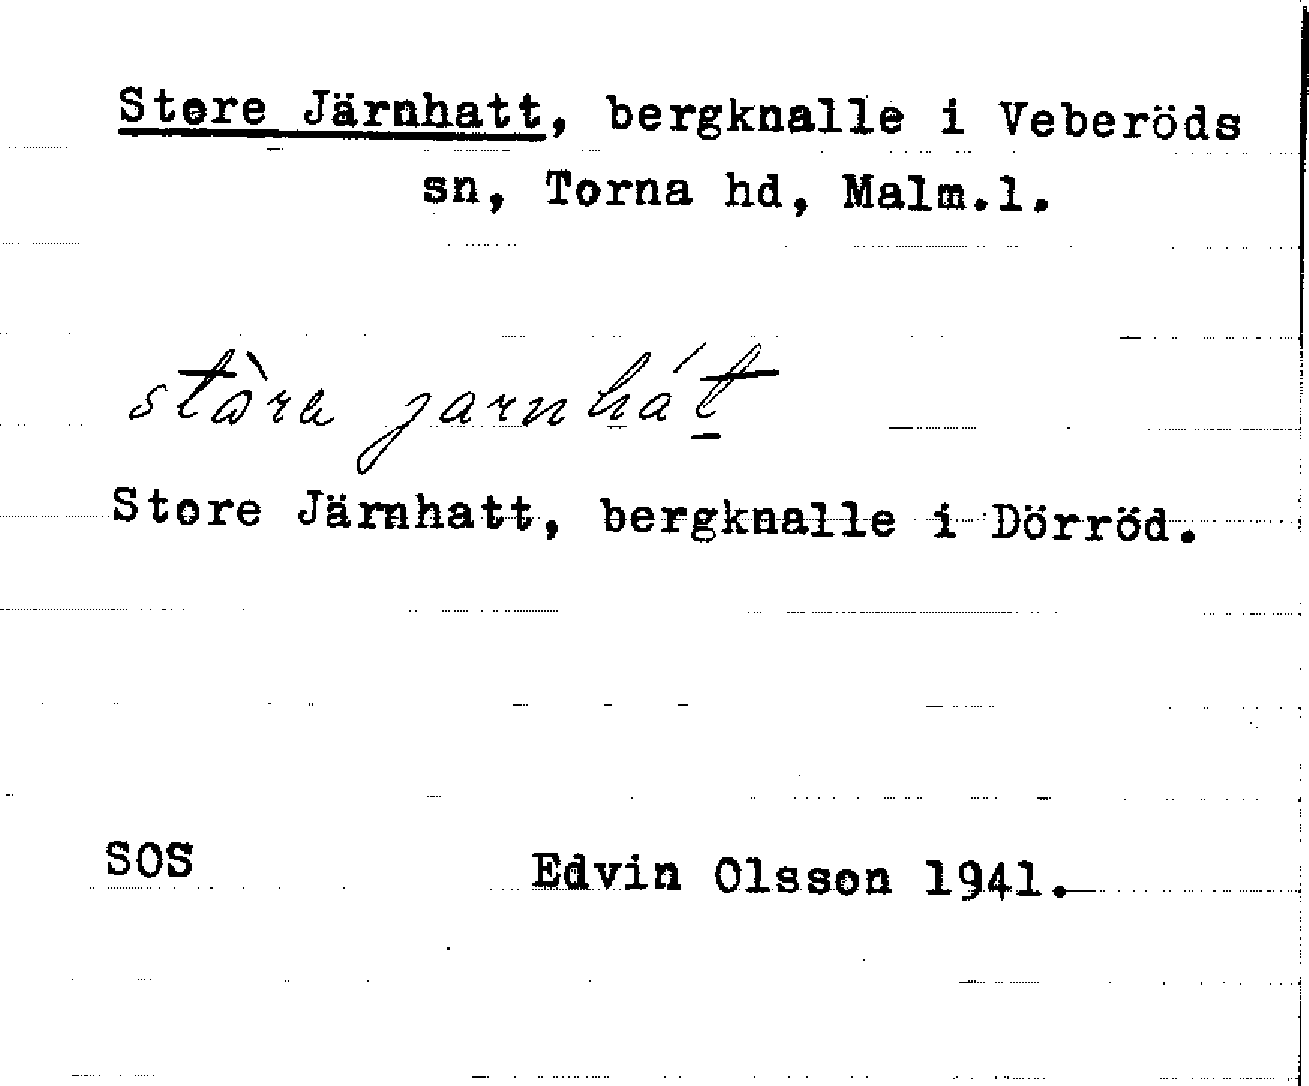 Store Järnhatt, bergknalle i Veberöds
sn, Torna hd, Malm.l.
stòra jarnhát
Store Järnhatt, bergknalle i Dörröd.
SOS Edvin Olsson 1941.